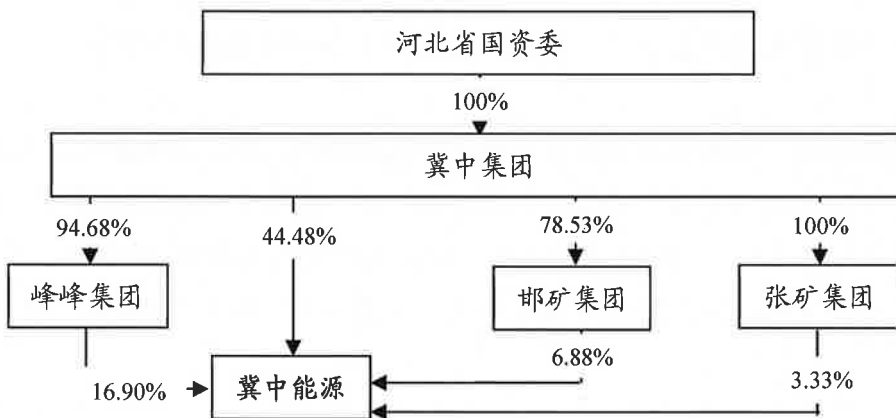 河北省国资委
100%
冀中集团
94.68%
44.48%
78.53%
100%
峰峰集团
邯矿集团
张矿集团
16.90%
冀中能源
6.88%
3.33%